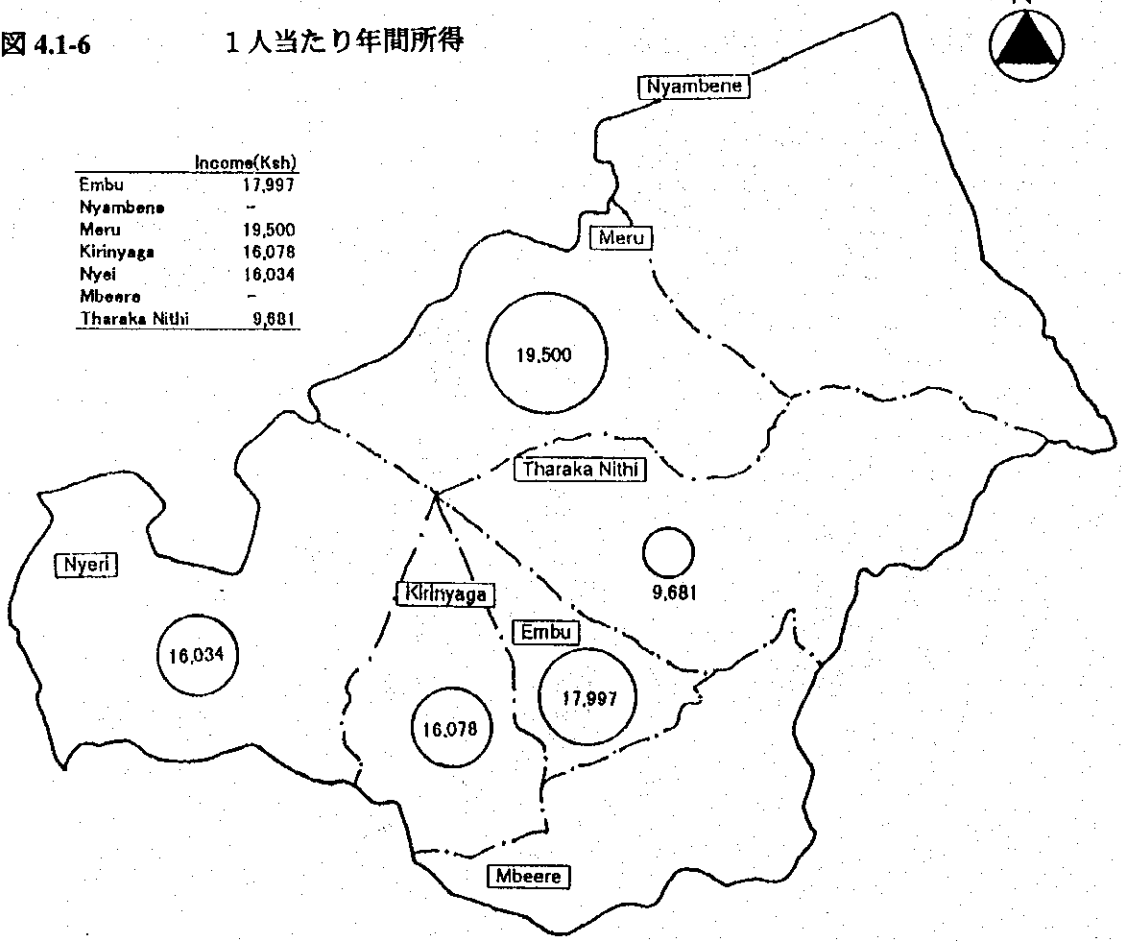 図 4.1-6 1人当たり年間所得
N
Income(Ksh)
Embu 17,997
Nyambene -
Meru 19,500
Kirinyaga 16,078
Nyei 16,034
Mbeere -
Tharaka Nithi 9,681
Nyambene
Meru
19,500
Tharaka Nithi
9,681
Nyeri
16,034
Kirinyaga
16,078
Embu
17,997
Mbeere